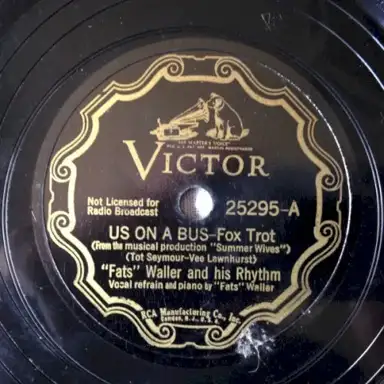 "HIS MASTER'S VOICE"
VICTOR
Not Licensed for
Radio Broadcast
25295-A
US ON A BUS-Fox Trot
(From the musical production "Summer Wives")
(Tot Seymour-Vee Lawnhurst)
"Fats" Waller and his Rhythm
Vocal refrain and piano by "Fats" Waller
RCA Manufacturing Co., Inc.
Camden, N. J., U. S. A.